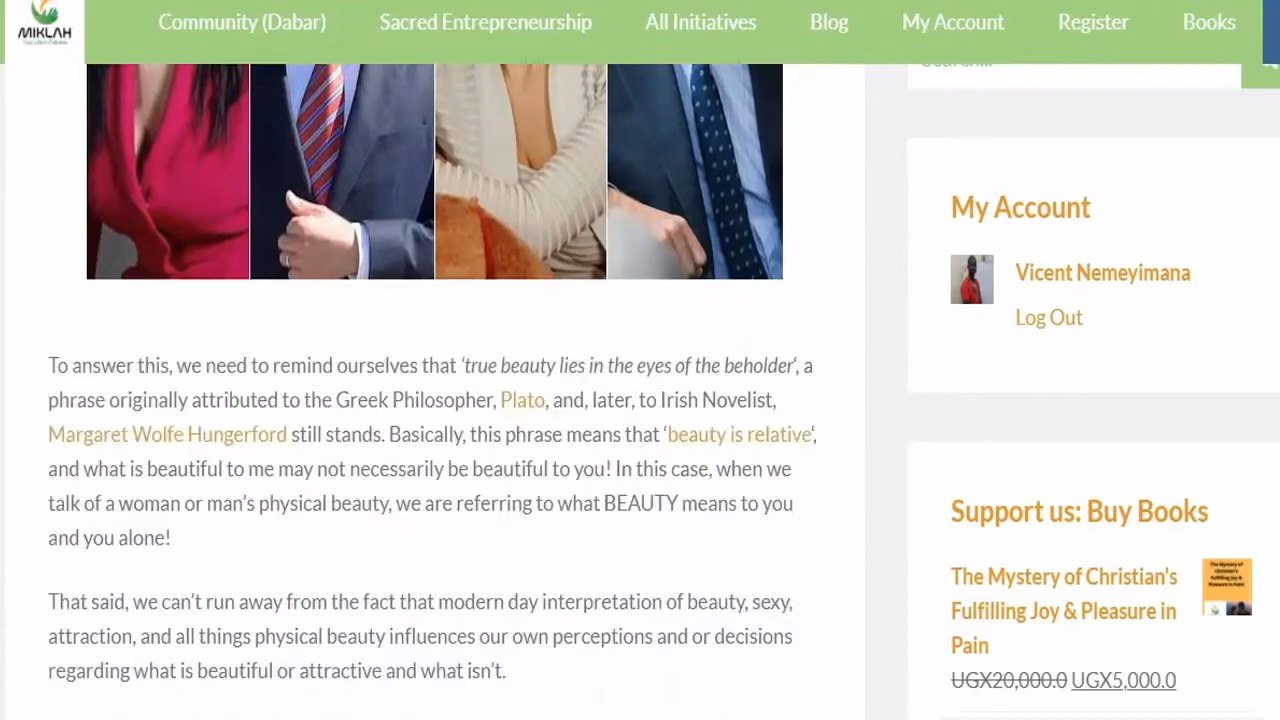 MIKLAH
Community (Dabar)
Sacred Entrepreneurship
All Initiatives
Blog
My Account
Register
Books
To answer this, we need to remind ourselves that ‘true beauty lies in the eyes of the beholder‘, a
phrase originally attributed to the Greek Philosopher, Plato, and, later, to Irish Novelist,
Margaret Wolfe Hungerford still stands. Basically, this phrase means that ‘beauty is relative‘,
and what is beautiful to me may not necessarily be beautiful to you! In this case, when we
talk of a woman or man’s physical beauty, we are referring to what BEAUTY means to you
and you alone!
That said, we can’t run away from the fact that modern day interpretation of beauty, sexy,
attraction, and all things physical beauty influences our own perceptions and or decisions
regarding what is beautiful or attractive and what isn’t.
My Account
Vicent Nemeyimana
Log Out
Support us: Buy Books
The Mystery of Christian's
Fulfilling Joy & Pleasure in
Pain
UGX20,000.0 UGX5,000.0